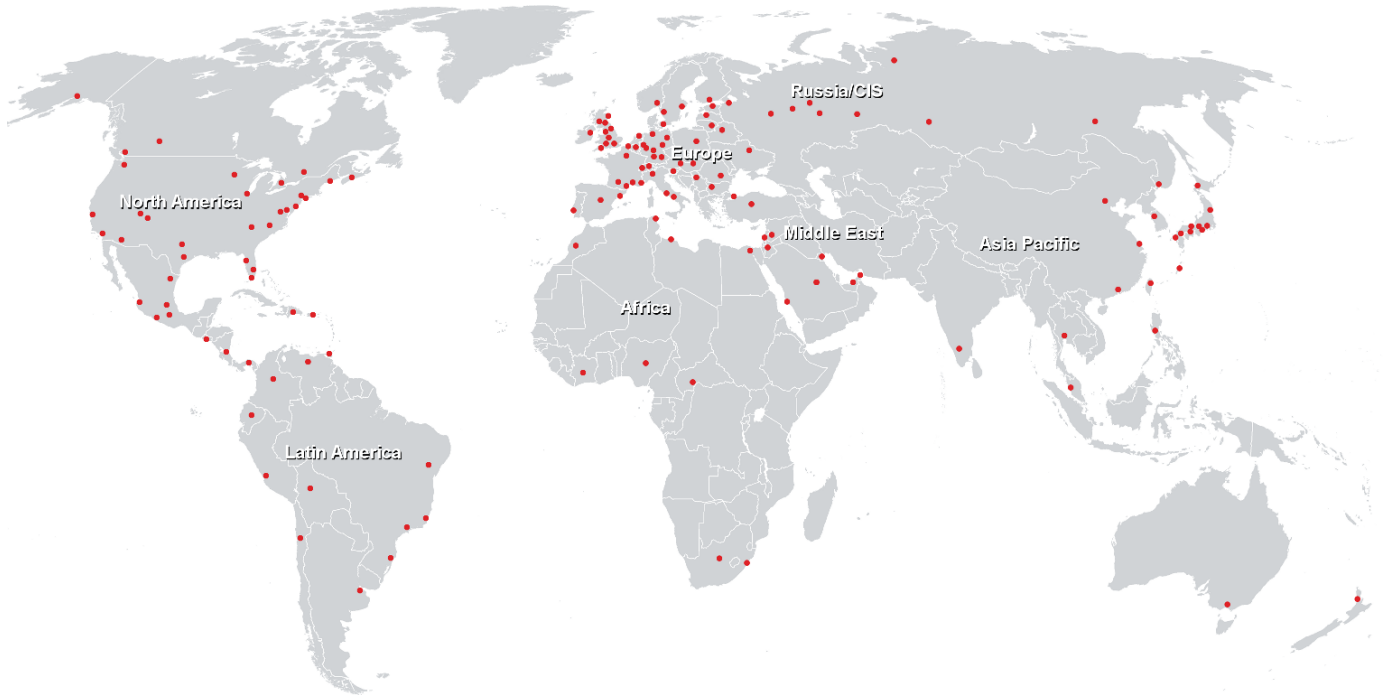 Russia/CIS
Europe
North America
Middle East
Asia Pacific
Africa
Latin America